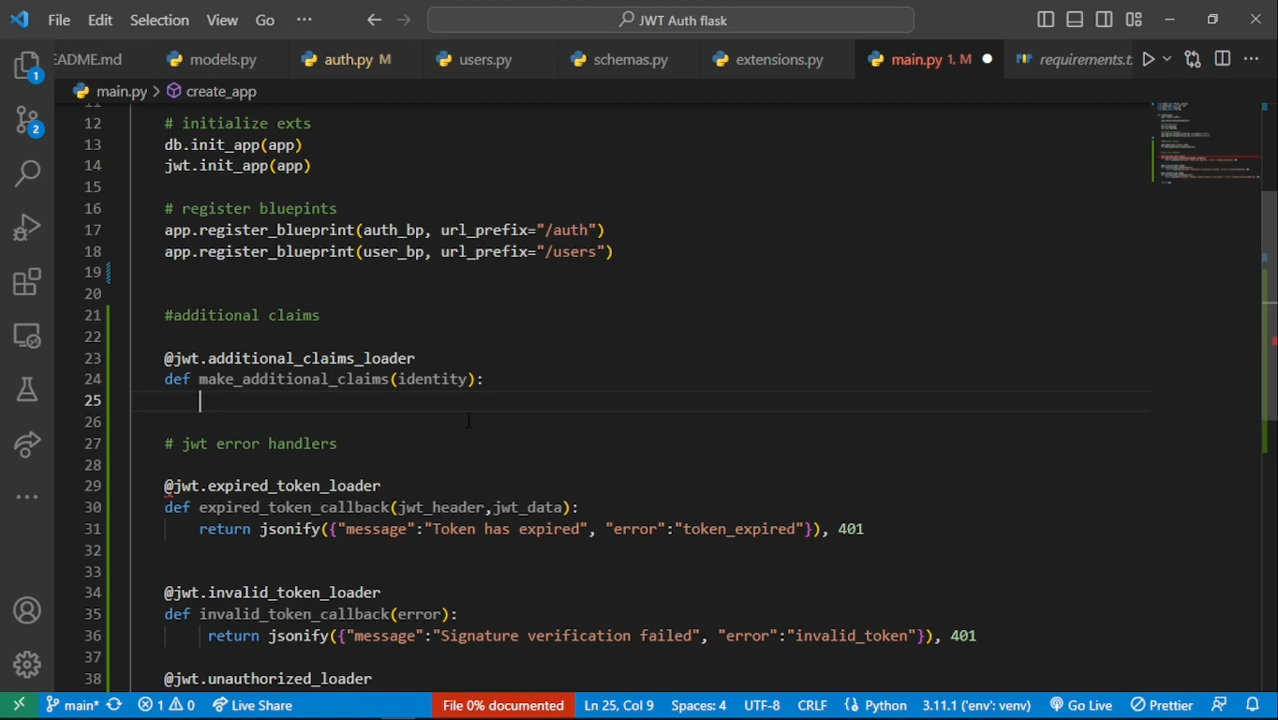 File Edit Selection View Go ··· JWT Auth flask
EADME.md models.py auth.py M users.py schemas.py extensions.py main.py 1, M requirements.t
main.py > create_app
12 # initialize exts
13 db.init_app(app)
14 jwt.init_app(app)
15
16 # register bluepints
17 app.register_blueprint(auth_bp, url_prefix="/auth")
18 app.register_blueprint(user_bp, url_prefix="/users")
19
20
21 #additional claims
22
23 @jwt.additional_claims_loader
24 def make_additional_claims(identity):
25
26
27 # jwt error handlers
28
29 @jwt.expired_token_loader
30 def expired_token_callback(jwt_header,jwt_data):
31 return jsonify({"message":"Token has expired", "error":"token_expired"}), 401
32
33
34 @jwt.invalid_token_loader
35 def invalid_token_callback(error):
36 return jsonify({"message":"Signature verification failed", "error":"invalid_token"}), 401
37
38 @jwt.unauthorized_loader
1
2
main* 1 0 Live Share File 0% documented Ln 25, Col 9 Spaces: 4 UTF-8 CRLF Python 3.11.1 ('env': venv) Go Live Prettier